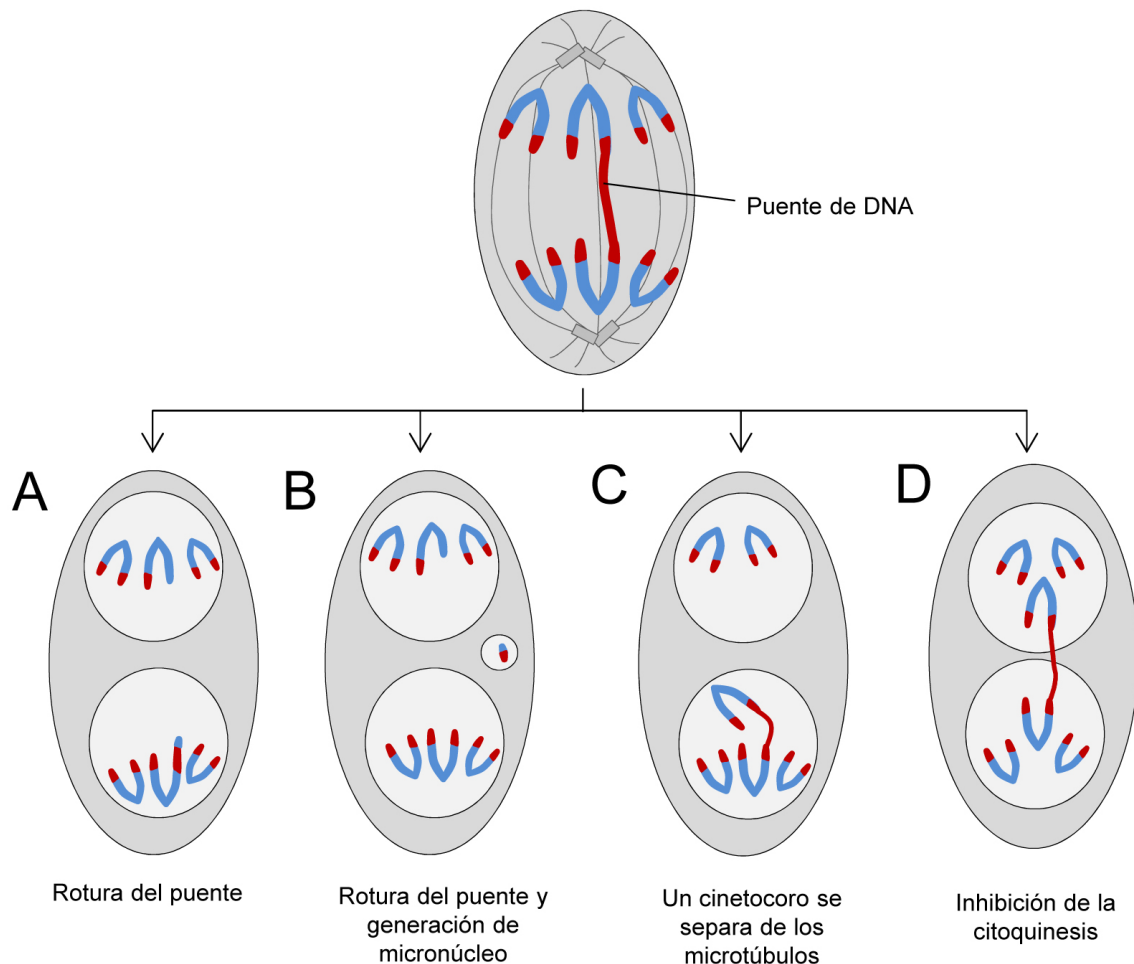 Puente de DNA
A
B
C
D
Rotura del puente
Rotura del puente y
generación de
micronúcleo
Un cinetocoro se
separa de los
microtúbulos
Inhibición de la
citoquinesis